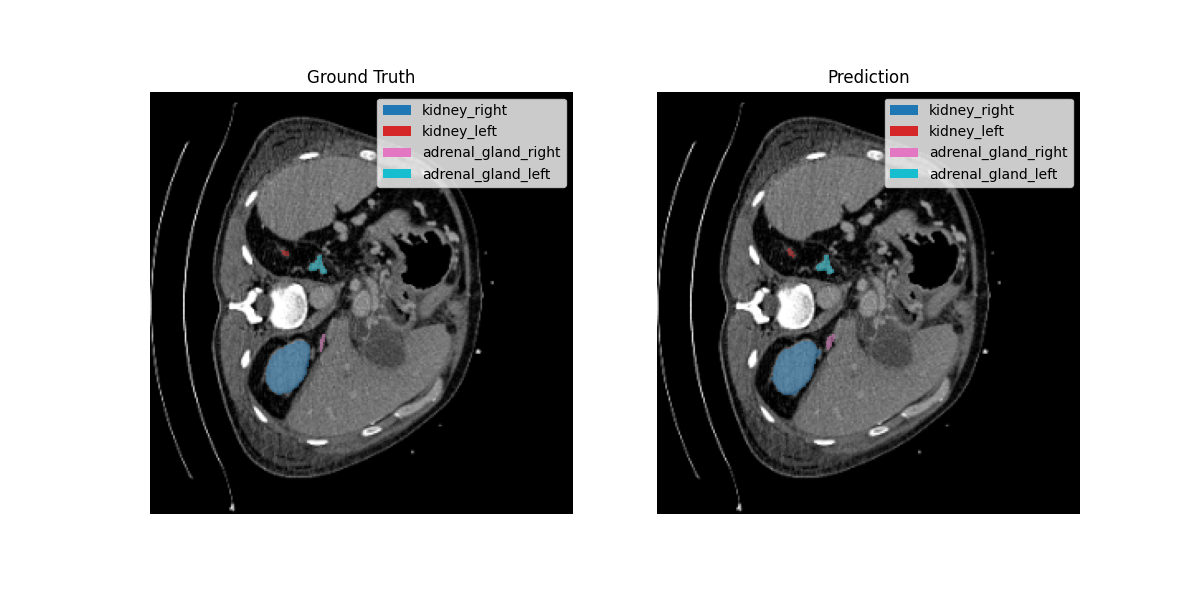 Ground Truth
kidney_right
kidney_left
adrenal_gland_right
adrenal_gland_left
Prediction
kidney_right
kidney_left
adrenal_gland_right
adrenal_gland_left